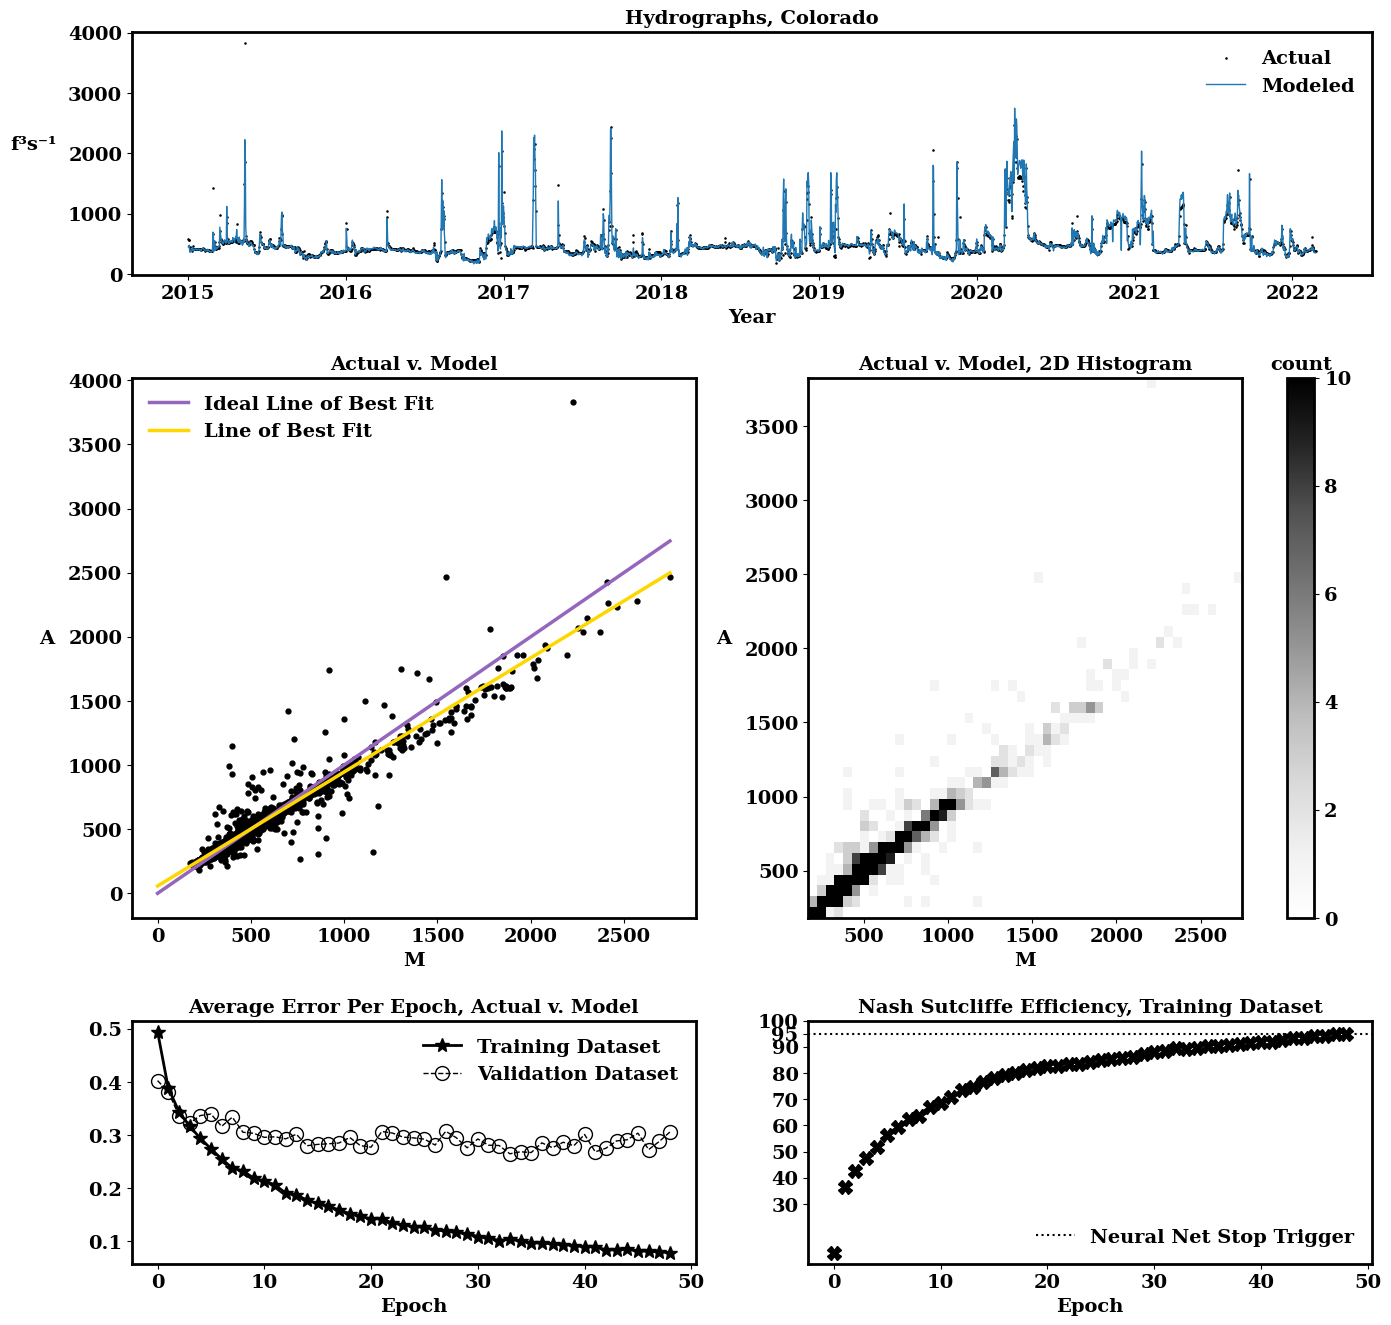 Hydrographs, Colorado
4000
3000
f³s⁻¹
2000
1000
0
Actual
Modeled
2015 2016 2017 2018 2019 2020 2021 2022
Year
Actual v. Model
4000
3500
3000
2500
A
2000
1500
1000
500
0
Ideal Line of Best Fit
Line of Best Fit
0 500 1000 1500 2000 2500
M
Actual v. Model, 2D Histogram
3500
3000
2500
A
2000
1500
1000
500
500 1000 1500 2000 2500
M
count
10
8
6
4
2
0
Average Error Per Epoch, Actual v. Model
0.5
0.4
0.3
0.2
0.1
Training Dataset
Validation Dataset
0 10 20 30 40 50
Epoch
Nash Sutcliffe Efficiency, Training Dataset
100
95
90
80
70
60
50
40
30
Neural Net Stop Trigger
0 10 20 30 40 50
Epoch